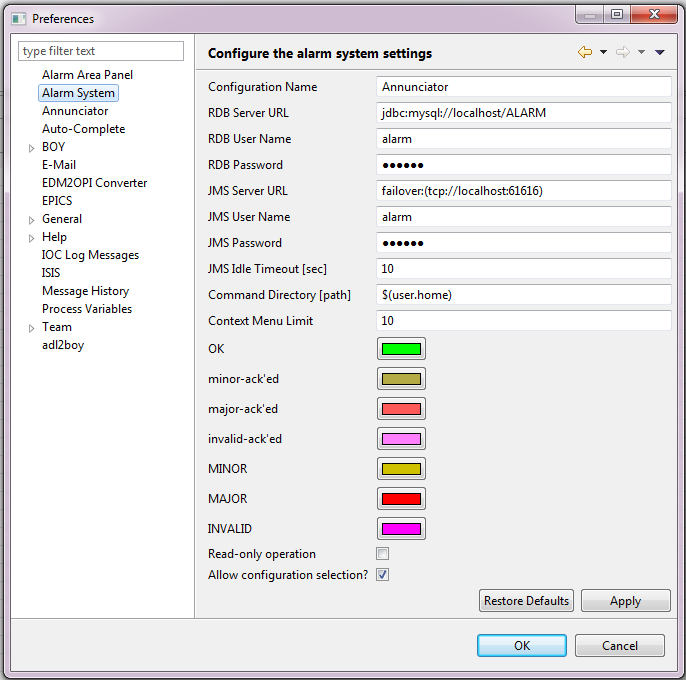 Preferences
type filter text
Alarm Area Panel
Alarm System
Annunciator
Auto-Complete
BOY
E-Mail
EDM2OPI Converter
EPICS
General
Help
IOC Log Messages
ISIS
Message History
Process Variables
Team
adl2boy
Configure the alarm system settings
Configuration Name Annunciator
RDB Server URL jdbc:mysql://localhost/ALARM
RDB User Name alarm
RDB Password ●●●●●●
JMS Server URL failover:(tcp://localhost:61616)
JMS User Name alarm
JMS Password ●●●●●●
JMS Idle Timeout [sec] 10
Command Directory [path] $(user.home)
Context Menu Limit 10
OK
minor-ack'ed
major-ack'ed
invalid-ack'ed
MINOR
MAJOR
INVALID
Read-only operation
Allow configuration selection?
Restore Defaults Apply
OK Cancel